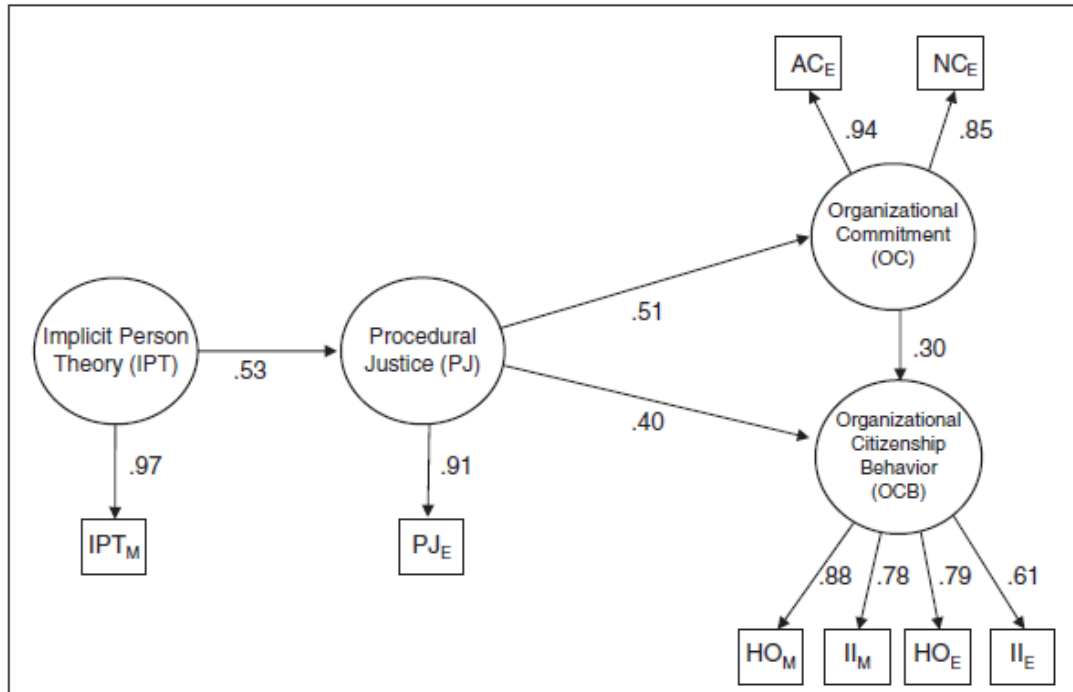 AC_E NC_E
.94 .85
Organizational
Commitment
(OC)
Implicit Person
Theory (IPT)
.53
Procedural
Justice (PJ)
.51
.30
.40
Organizational
Citizenship
Behavior
(OCB)
.97
.91
IPT_M
PJ_E
.88 .78 .79 .61
HO_M II_M HO_E II_E